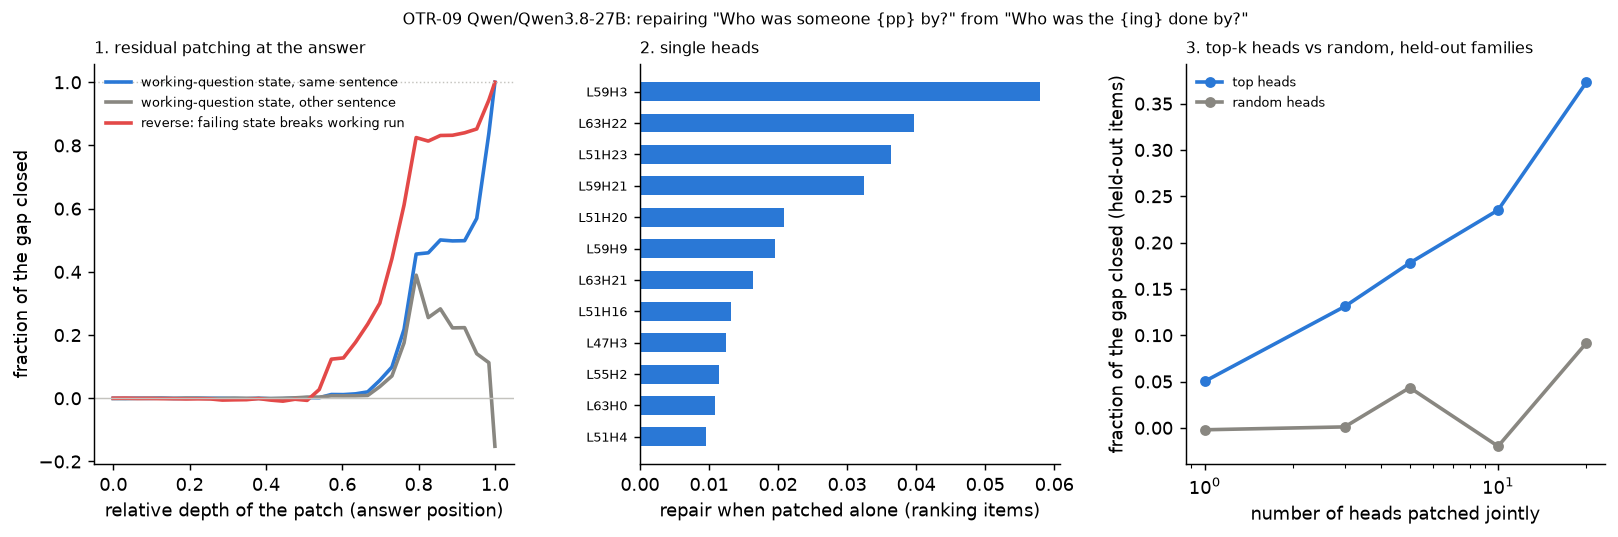 OTR-09 Qwen/Qwen3.8-27B: repairing "Who was someone {pp} by?" from "Who was the {ing} done by?"
1. residual patching at the answer
working-question state, same sentence
working-question state, other sentence
reverse: failing state breaks working run
fraction of the gap closed
1.0
0.8
0.6
0.4
0.2
0.0
−0.2
0.0 0.2 0.4 0.6 0.8 1.0
relative depth of the patch (answer position)
2. single heads
L59H3
L63H22
L51H23
L59H21
L51H20
L59H9
L63H21
L51H16
L47H3
L55H2
L63H0
L51H4
0.00 0.01 0.02 0.03 0.04 0.05 0.06
repair when patched alone (ranking items)
3. top-k heads vs random, held-out families
top heads
random heads
fraction of the gap closed (held-out items)
0.35
0.30
0.25
0.20
0.15
0.10
0.05
0.00
10⁰ 10¹
number of heads patched jointly